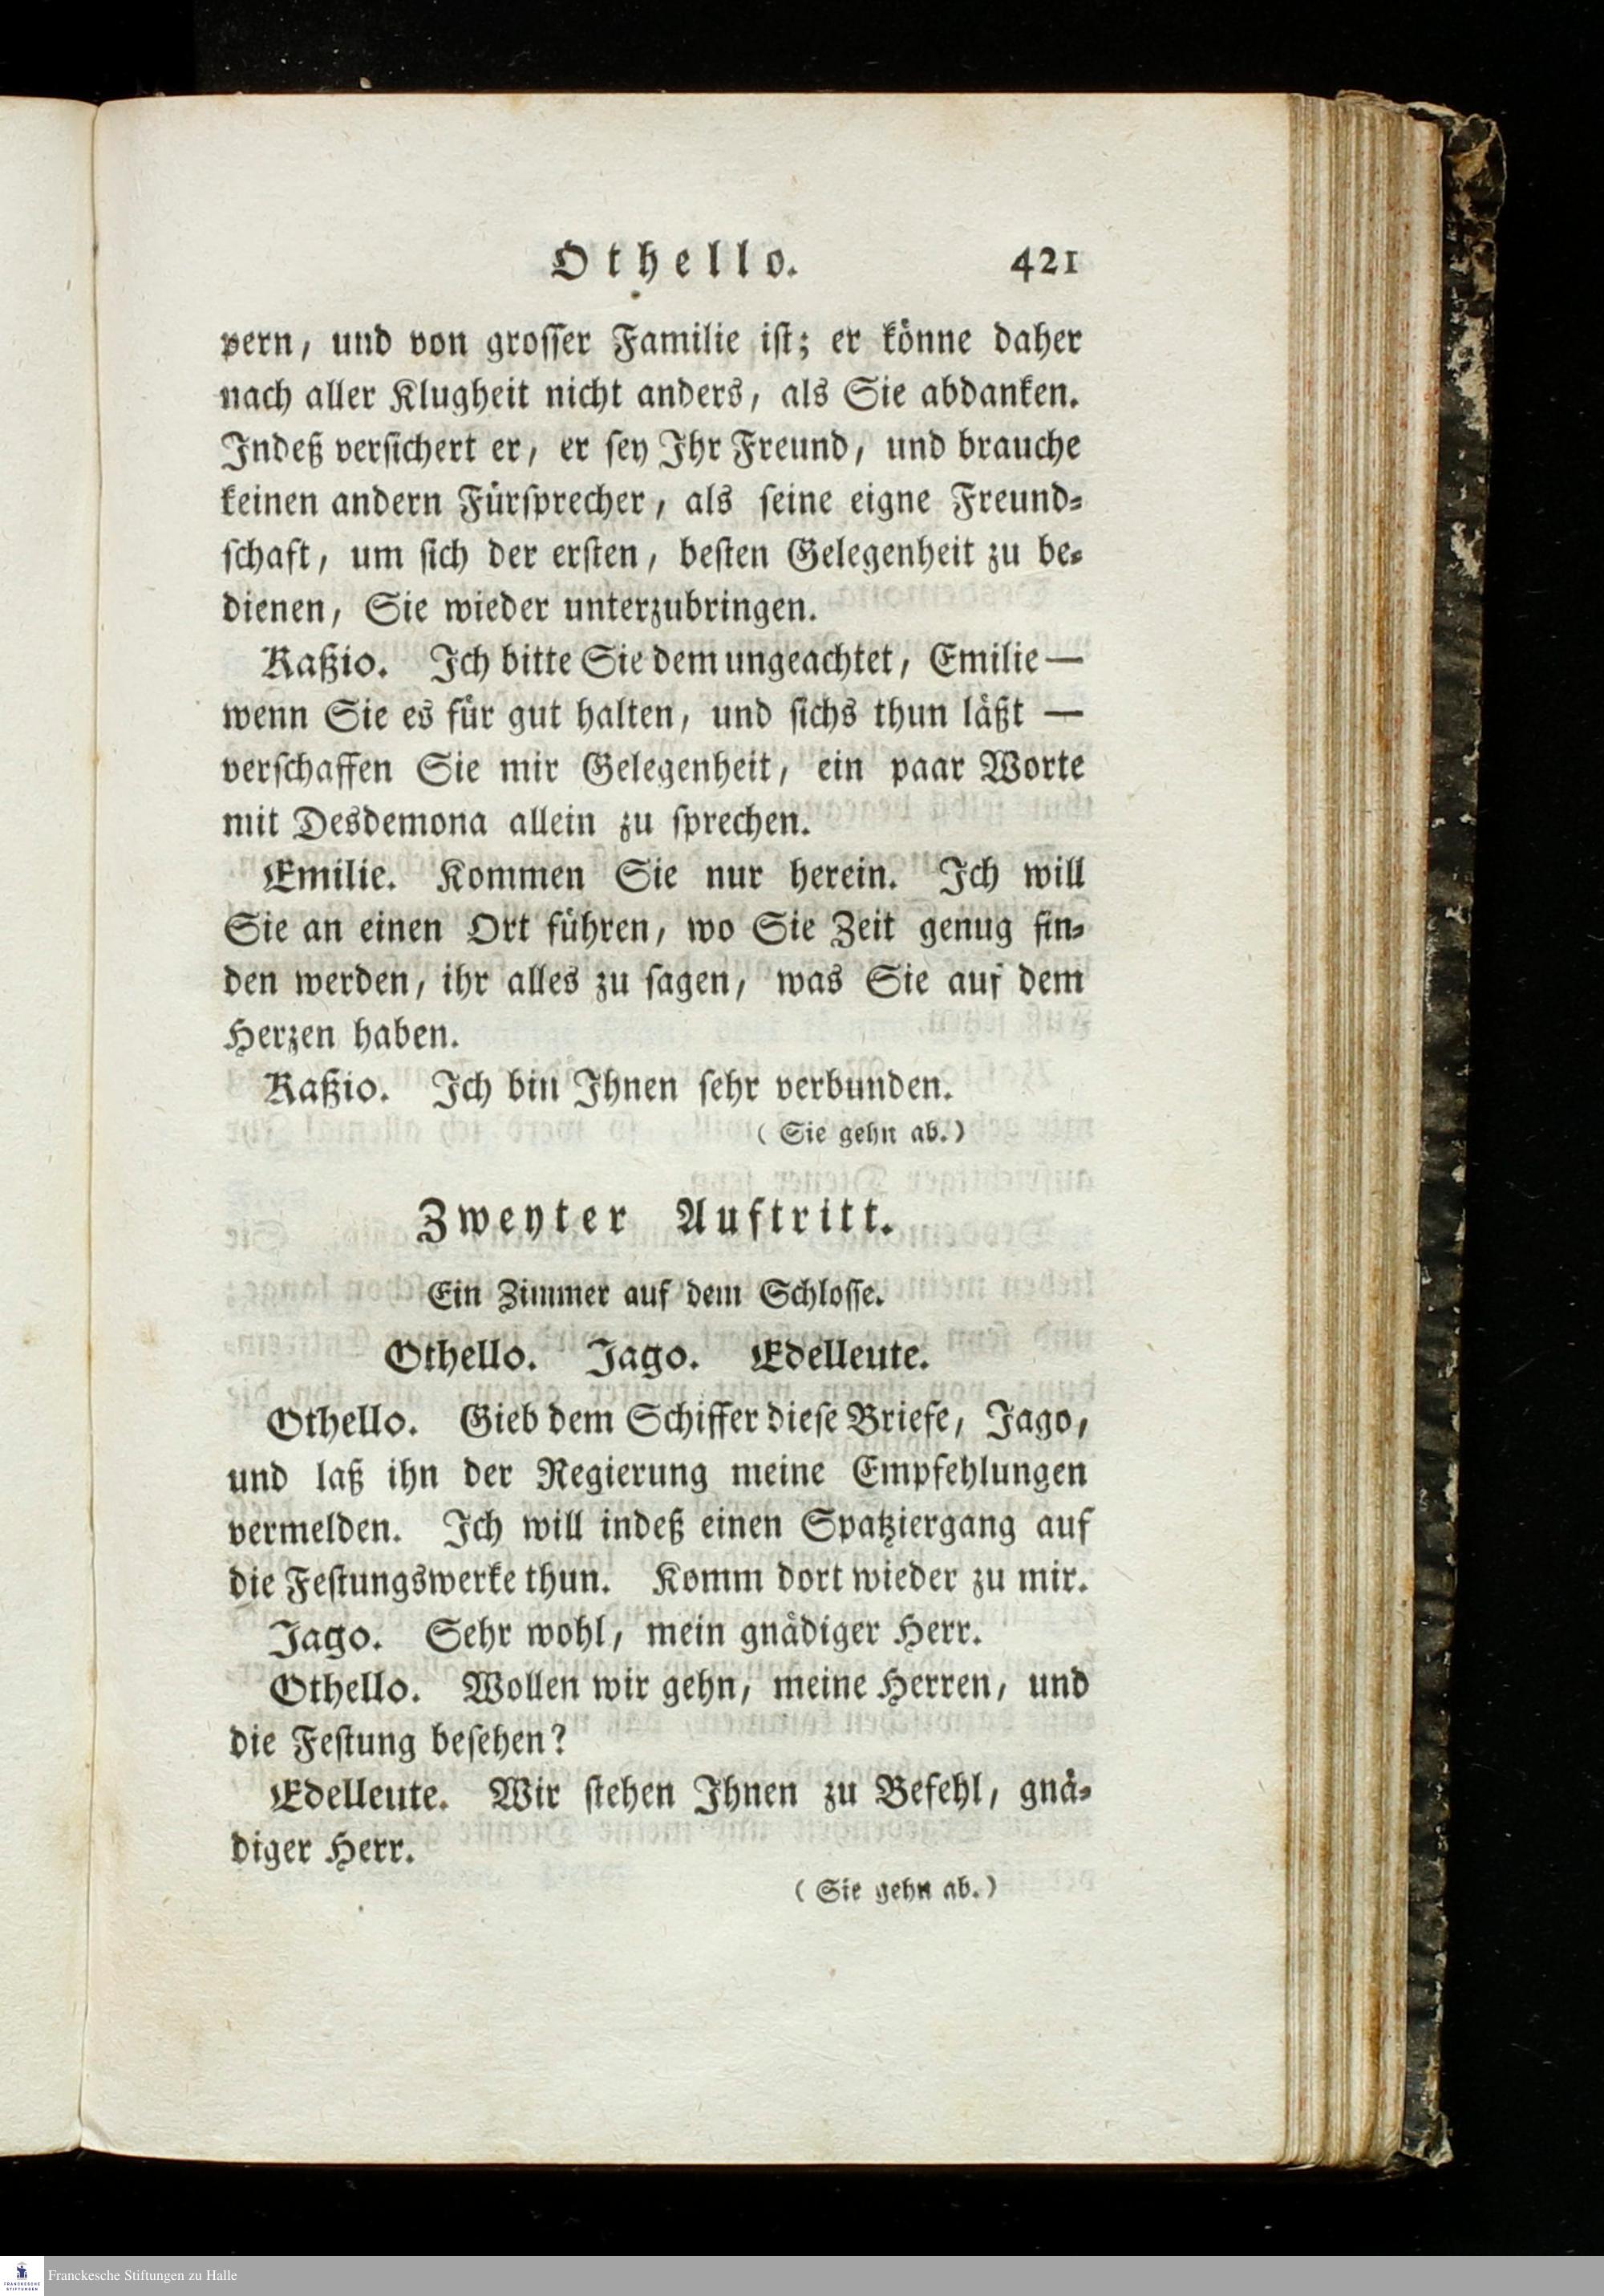 Othello. 421
pern, und von groſſer Familie iſt; er könne daher
nach aller Klugheit nicht anders, als Sie abdanken.
Indeß verſichert er, er ſey Ihr Freund, und brauche
keinen andern Fürſprecher, als ſeine eigne Freund⸗
ſchaft, um ſich der erſten, beſten Gelegenheit zu be⸗
dienen, Sie wieder unterzubringen.
Kaßio. Ich bitte Sie dem ungeachtet, Emilie —
wenn Sie es für gut halten, und ſichs thun läßt —
verſchaffen Sie mir Gelegenheit, ein paar Worte
mit Desdemona allein zu ſprechen.
Emilie. Kommen Sie nur herein. Ich will
Sie an einen Ort führen, wo Sie Zeit genug fin⸗
den werden, ihr alles zu ſagen, was Sie auf dem
Herzen haben.
Kaßio. Ich bin Ihnen ſehr verbunden.
(Sie gehn ab.)
Zweyter Auftritt.
Ein Zimmer auf dem Schloſſe.
Othello. Jago. Edelleute.
Othello. Gieb dem Schiffer dieſe Briefe, Jago,
und laß ihn der Regierung meine Empfehlungen
vermelden. Ich will indeß einen Spatziergang auf
die Feſtungswerke thun. Komm dort wieder zu mir.
Jago. Sehr wohl, mein gnädiger Herr.
Othello. Wollen wir gehn, meine Herren, und
die Feſtung beſehen?
Edelleute. Wir ſtehen Ihnen zu Befehl, gnä⸗
diger Herr.
(Sie gehn ab.)
FRANCKESCHE
STIFTUNGEN
Franckesche Stiftungen zu Halle